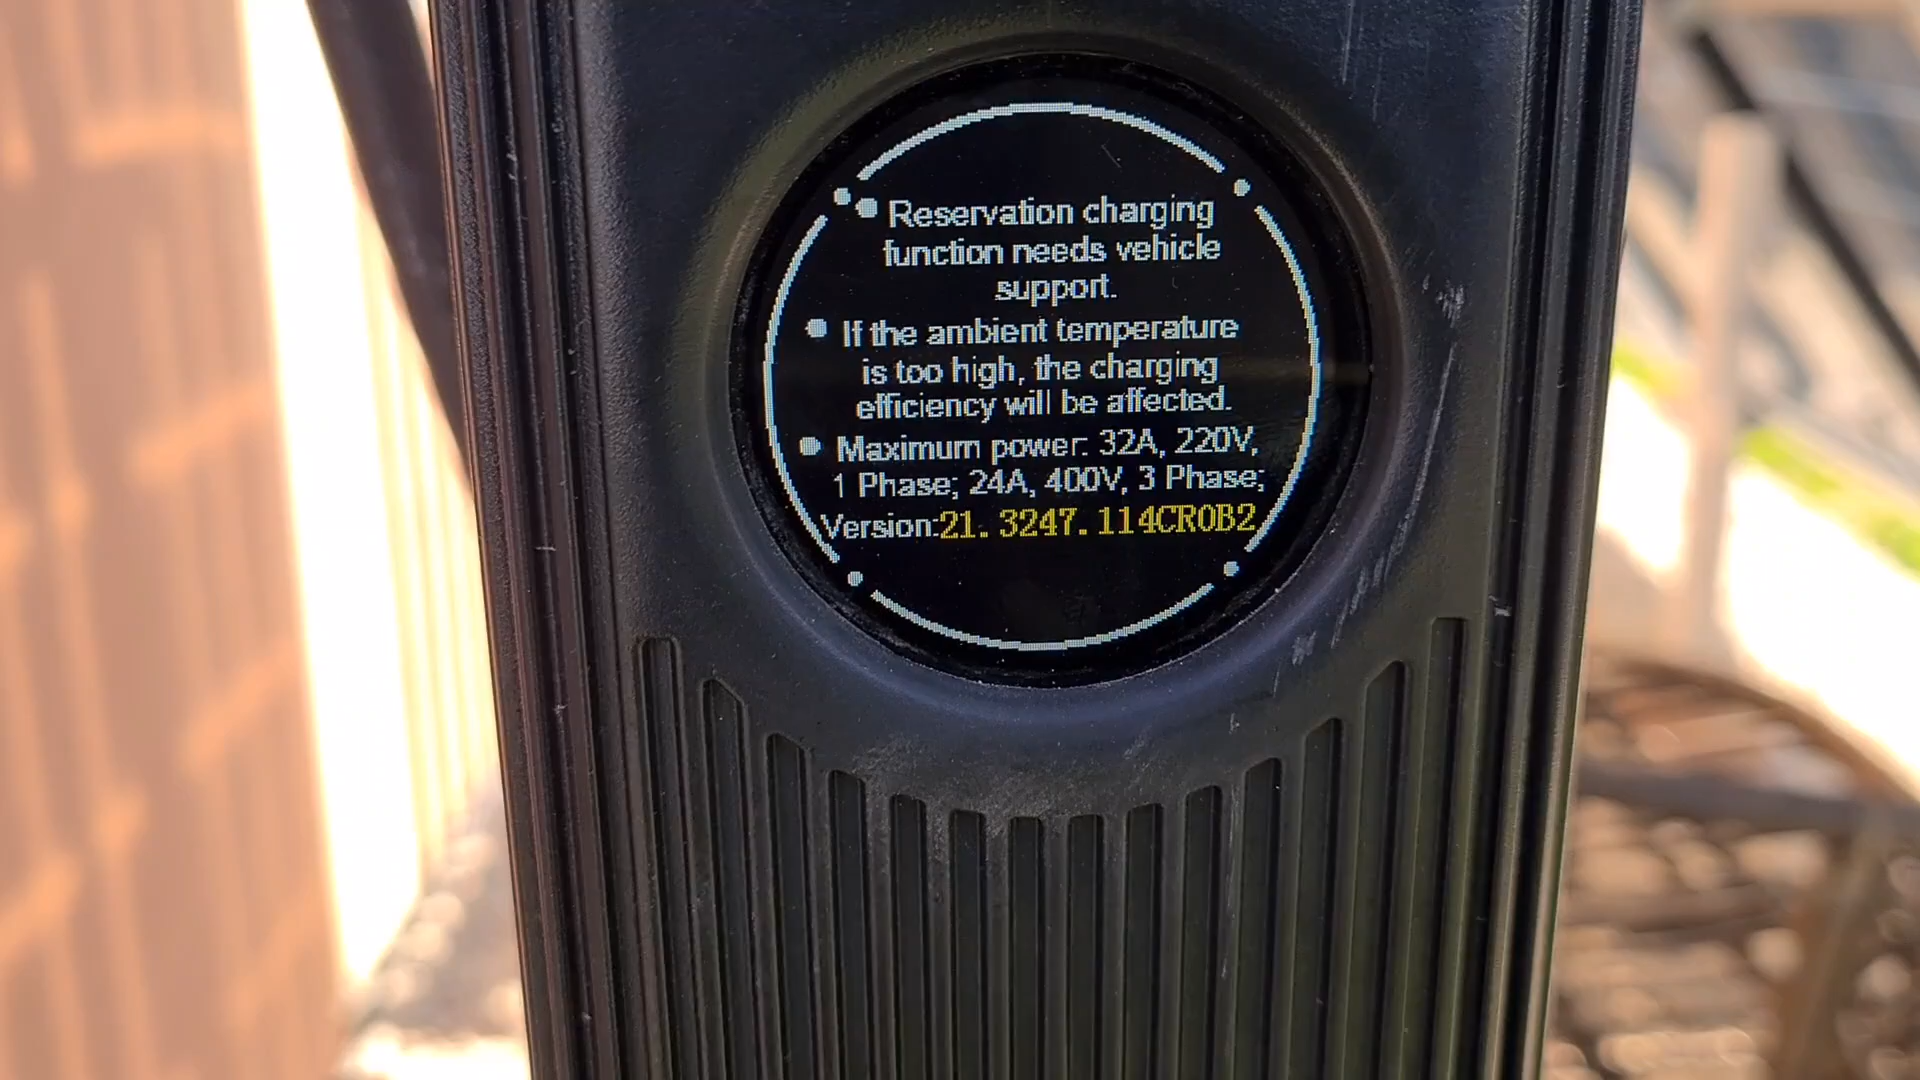 ● Reservation charging
function needs vehicle
support.
● If the ambient temperature
is too high, the charging
efficiency will be affected.
● Maximum power: 32A, 220V,
1 Phase; 24A, 400V, 3 Phase;
Version:21.3247.114CR0B2